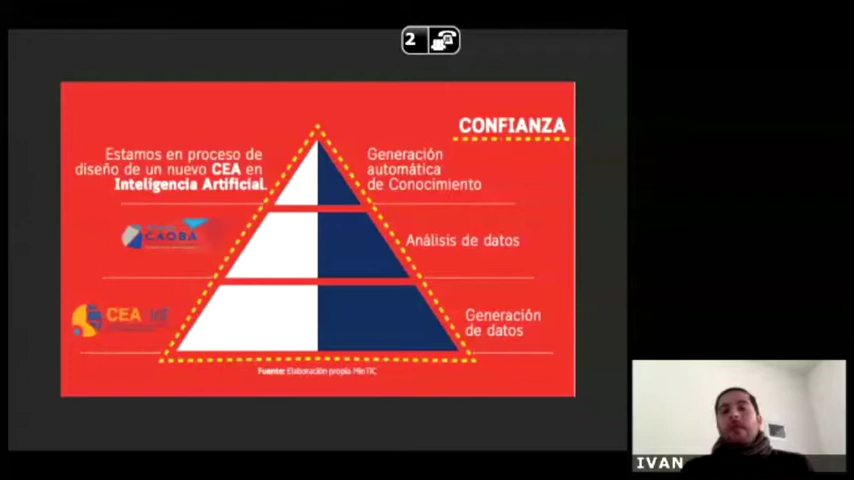 2
CONFIANZA
Estamos en proceso de
diseño de un nuevo CEA en
Inteligencia Artificial.
Generación
automática
de Conocimiento
CAOBA
Análisis de datos
CEA
Generación
de datos
Fuente: Elaboración propia MinTIC
IVAN